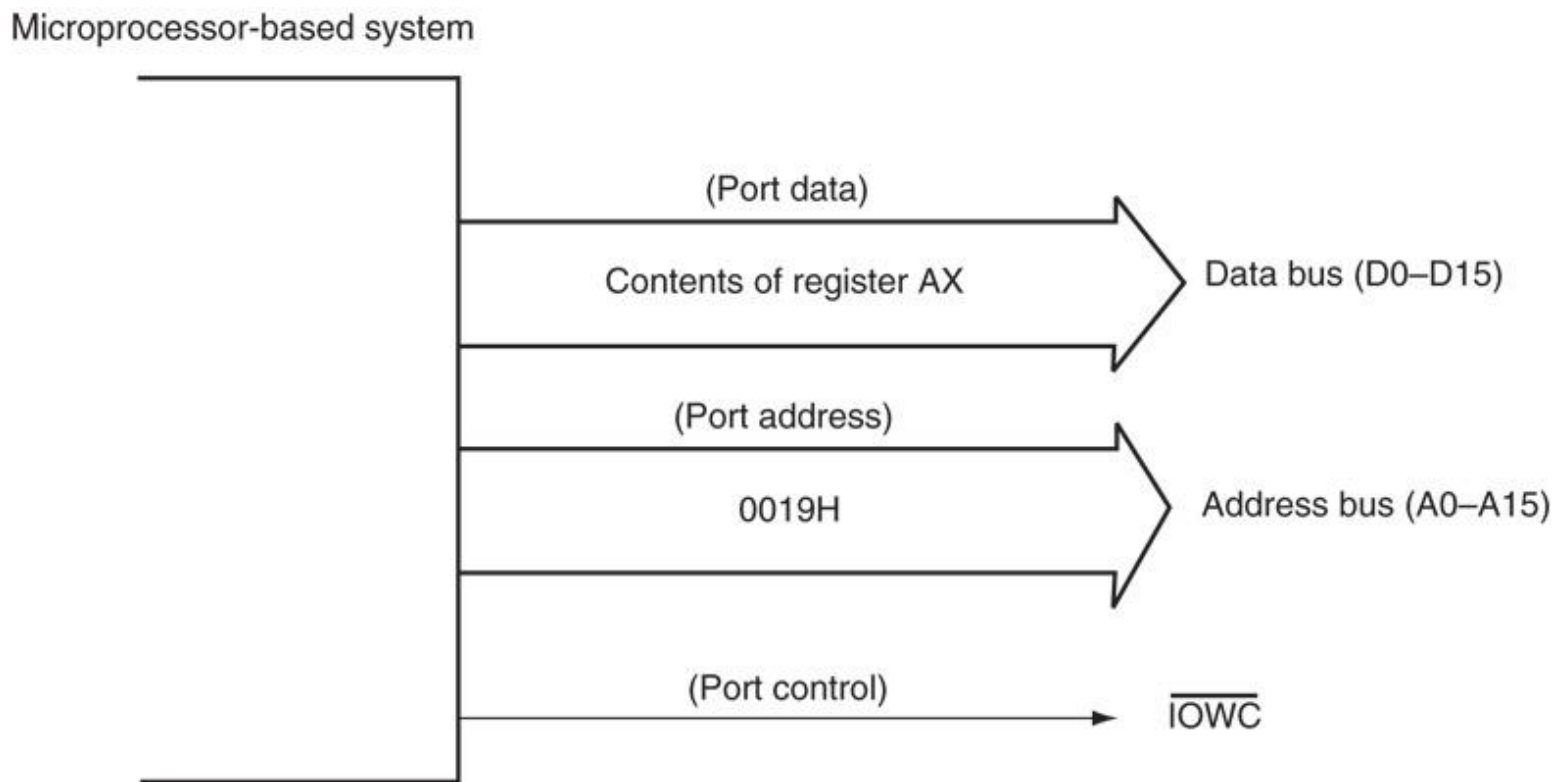 Microprocessor-based system
(Port data)
Contents of register AX
Data bus (D0–D15)
(Port address)
0019H
Address bus (A0–A15)
(Port control)
I̅O̅W̅C̅